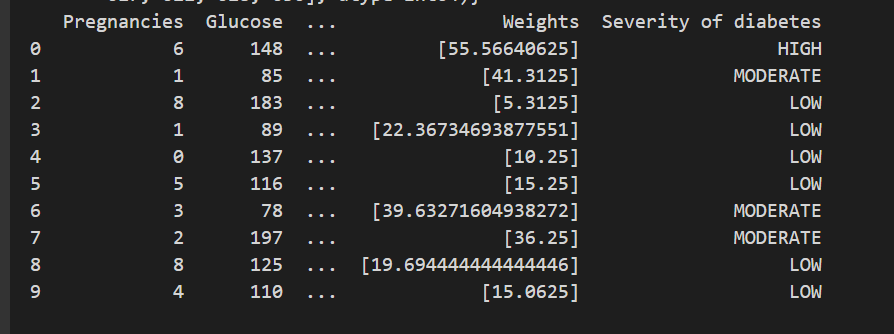 Pregnancies Glucose ... Weights Severity of diabetes
0 6 148 ... [55.56640625] HIGH
1 1 85 ... [41.3125] MODERATE
2 8 183 ... [5.3125] LOW
3 1 89 ... [22.36734693877551] LOW
4 0 137 ... [10.25] LOW
5 5 116 ... [15.25] LOW
6 3 78 ... [39.63271604938272] MODERATE
7 2 197 ... [36.25] MODERATE
8 8 125 ... [19.694444444444446] LOW
9 4 110 ... [15.0625] LOW